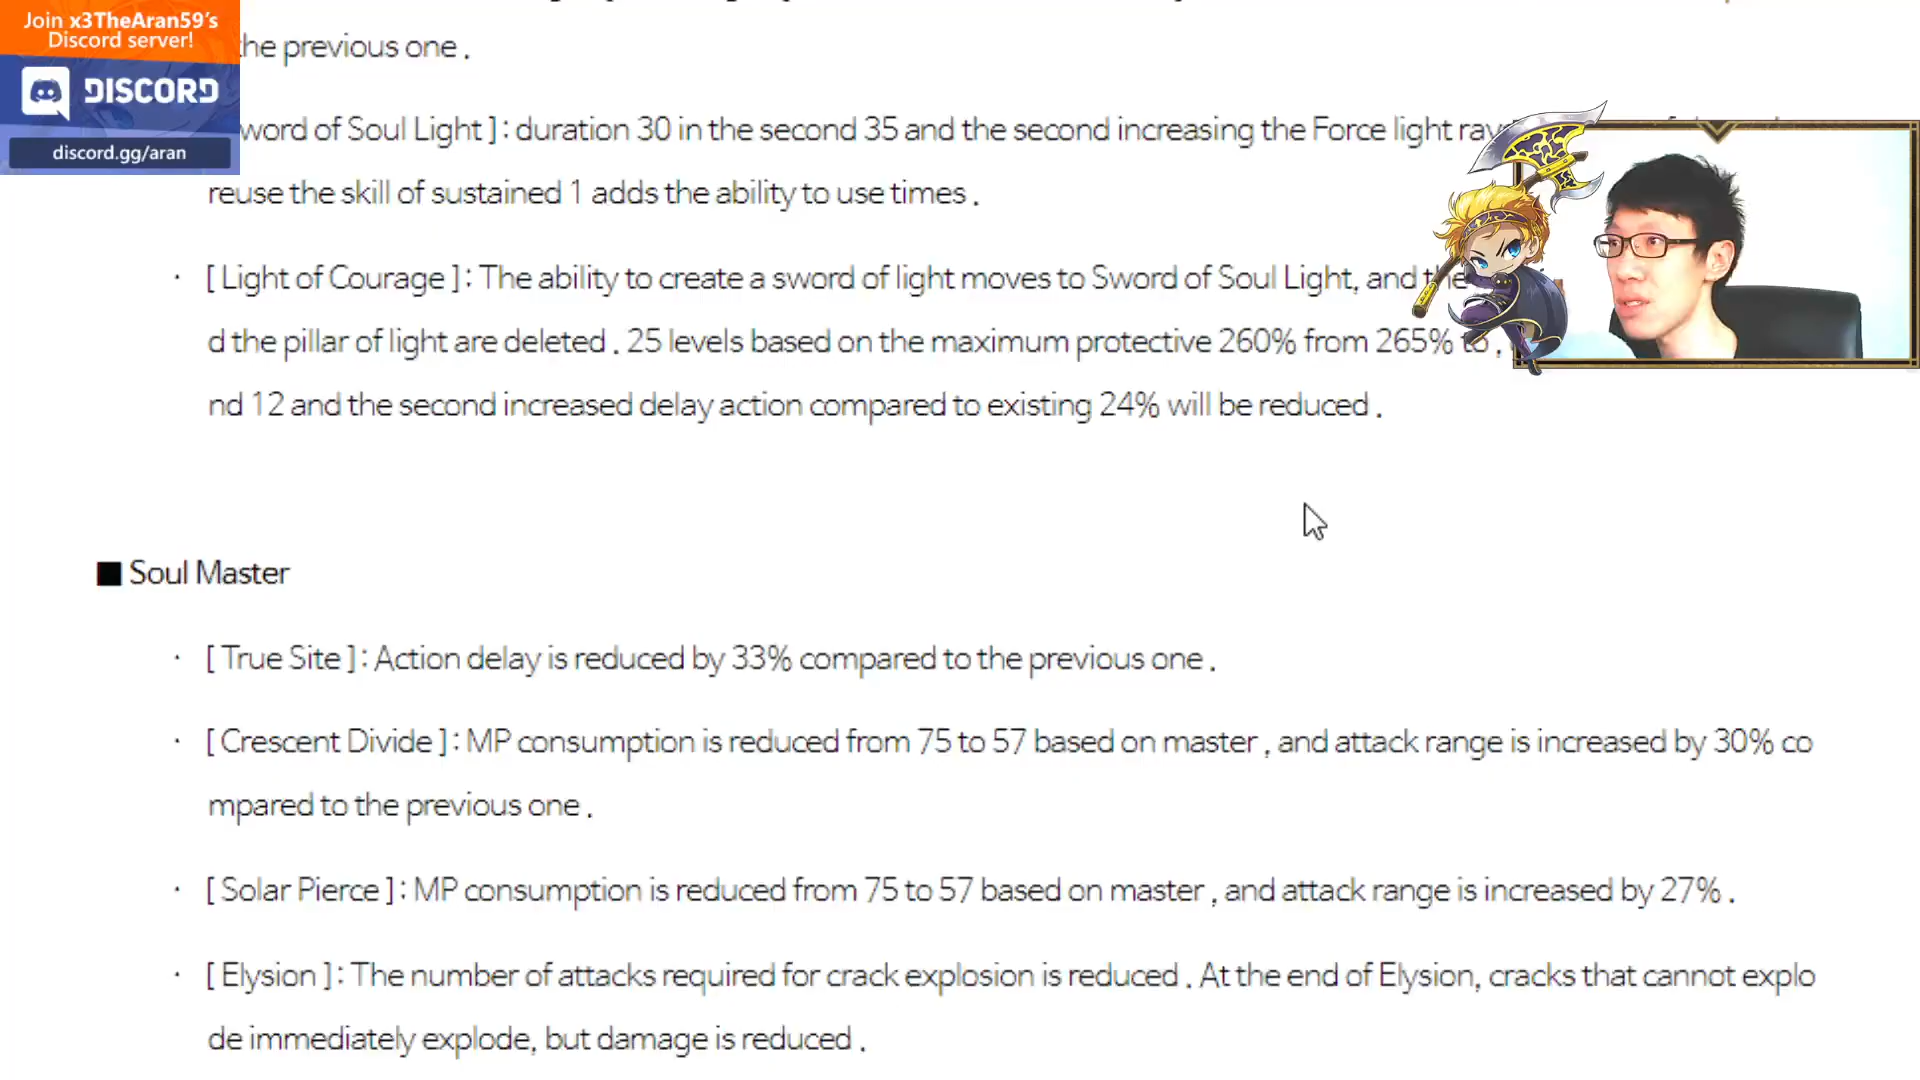 Join x3TheAran59's
Discord server!
DISCORD
discord.gg/aran
the previous one .
word of Soul Light ] : duration 30 in the second 35 and the second increasing the Force light
reuse the skill of sustained 1 adds the ability to use times .
· [ Light of Courage ] : The ability to create a sword of light moves to Sword of Soul Light, and the
d the pillar of light are deleted . 25 levels based on the maximum protective 260% from 265% to ,
nd 12 and the second increased delay action compared to existing 24% will be reduced .
■ Soul Master
· [ True Site ] : Action delay is reduced by 33% compared to the previous one .
· [ Crescent Divide ] : MP consumption is reduced from 75 to 57 based on master , and attack range is increased by 30% co
mpared to the previous one .
· [ Solar Pierce ] : MP consumption is reduced from 75 to 57 based on master , and attack range is increased by 27% .
· [ Elysion ] : The number of attacks required for crack explosion is reduced . At the end of Elysion, cracks that cannot explo
de immediately explode, but damage is reduced .